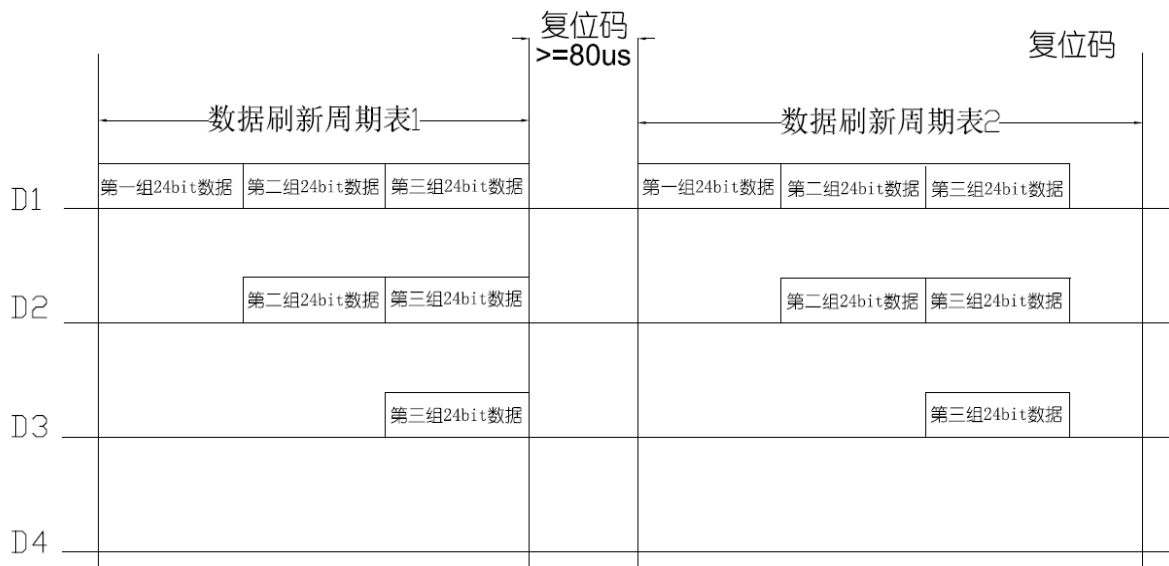 复位码
>=80us
复位码
数据刷新周期表1
数据刷新周期表2
D1
第一组24bit数据
第二组24bit数据
第三组24bit数据
第一组24bit数据
第二组24bit数据
第三组24bit数据
D2
第二组24bit数据
第三组24bit数据
第二组24bit数据
第三组24bit数据
D3
第三组24bit数据
第三组24bit数据
D4